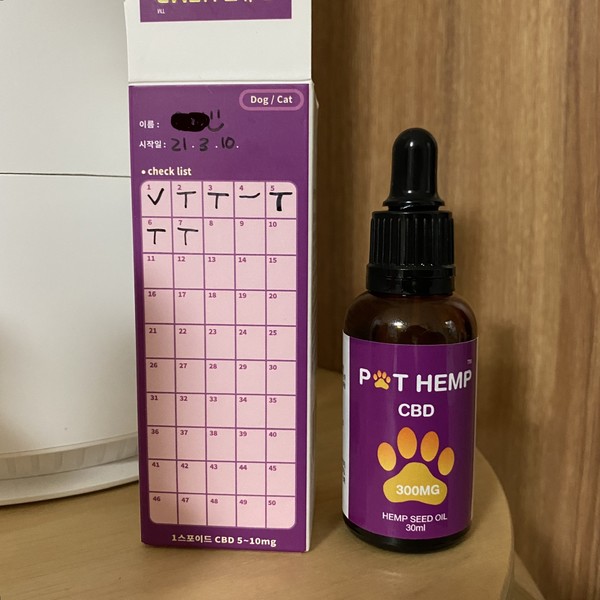 Dog / Cat
이름 :
시작일 : 21 . 3 . 10 .
• check list
1 2 3 4 5
V T T ~ T
6 7 8 9 10
T T
11 12 13 14 15
16 17 18 19 20
21 22 23 24 25
26 27 28 29 30
31 32 33 34 35
36 37 38 39 40
41 42 43 44 45
46 47 48 49 50
1스포이드 CBD 5~10mg
P T HEMP
TM
CBD
300MG
HEMP SEED OIL
30ml